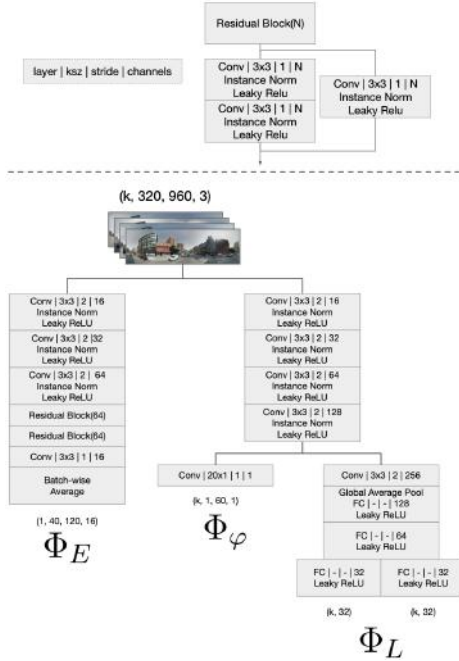 Residual Block(N)
layer | ksz | stride | channels
Conv | 3x3 | 1 | N
Instance Norm
Leaky Relu
Conv | 3x3 | 1 | N
Instance Norm
Leaky Relu
Conv | 3x3 | 1 | N
Instance Norm
Leaky Relu
(k, 320, 960, 3)
Conv | 3x3 | 2 | 16
Instance Norm
Leaky ReLU
Conv | 3x3 | 2 |32
Instance Norm
Leaky ReLU
Conv | 3x3 | 2 | 64
Instance Norm
Leaky ReLU
Residual Block(64)
Residual Block(64)
Conv | 3x3 | 1 | 16
Batch-wise
Average
(1, 40, 120, 16)
Φ_E
Conv | 3x3 | 2 | 16
Instance Norm
Leaky ReLU
Conv | 3x3 | 2 | 32
Instance Norm
Leaky ReLU
Conv | 3x3 | 2 | 64
Instance Norm
Leaky ReLU
Conv | 3x3 | 2 | 128
Instance Norm
Leaky ReLU
Conv | 20x1 | 1 | 1
(k, 1, 60, 1)
Φ_φ
Conv | 3x3 | 2 | 256
Global Average Pool
FC | - | - | 128
Leaky ReLU
FC | - | - | 64
Leaky ReLU
FC | - | - | 32
Leaky ReLU
FC | - | - | 32
Leaky ReLU
(k, 32)
(k, 32)
Φ_L